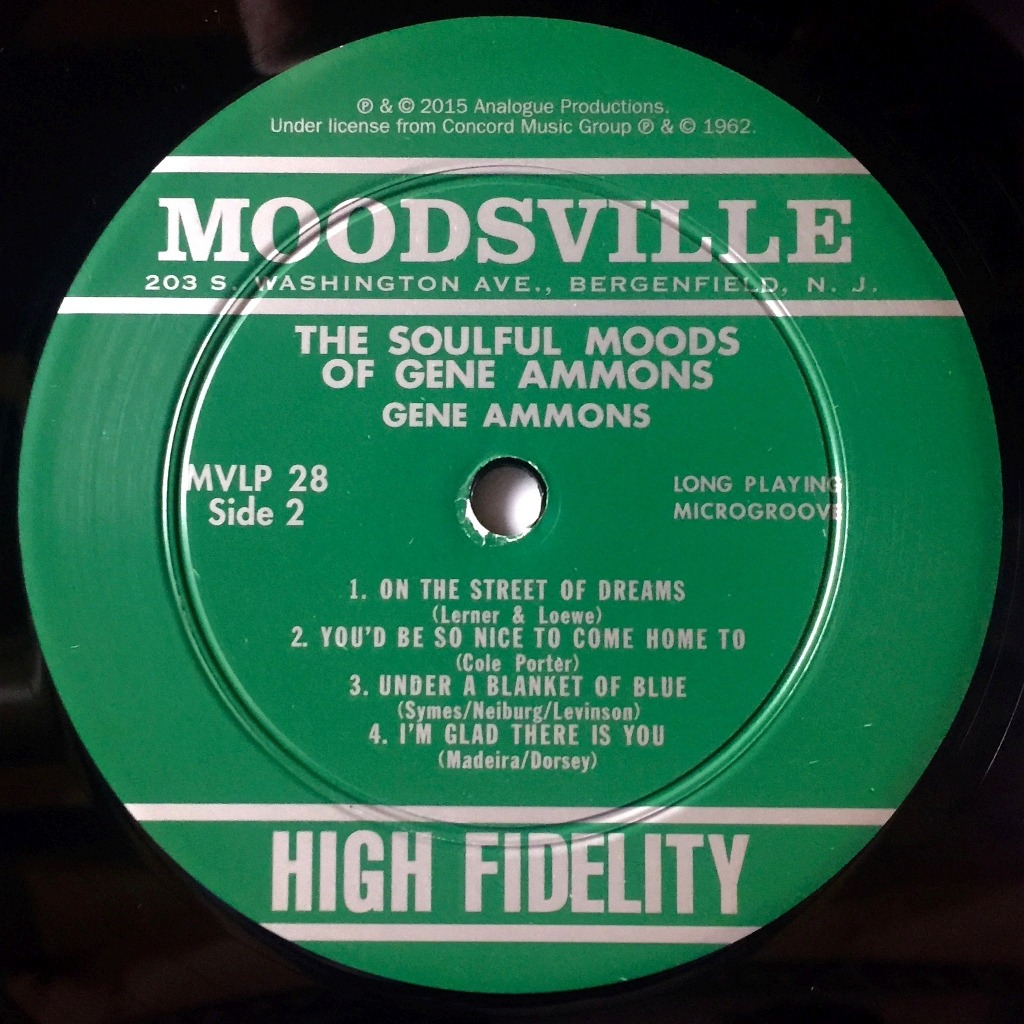 ℗ & © 2015 Analogue Productions.
Under license from Concord Music Group ℗ & © 1962.
MOODSVILLE
203 S. WASHINGTON AVE., BERGENFIELD, N. J.
THE SOULFUL MOODS
OF GENE AMMONS
GENE AMMONS
MVLP 28
Side 2
LONG PLAYING
MICROGROOVE
1. ON THE STREET OF DREAMS
(Lerner & Loewe)
2. YOU'D BE SO NICE TO COME HOME TO
(Cole Porter)
3. UNDER A BLANKET OF BLUE
(Symes/Neiburg/Levinson)
4. I'M GLAD THERE IS YOU
(Madeira/Dorsey)
HIGH FIDELITY